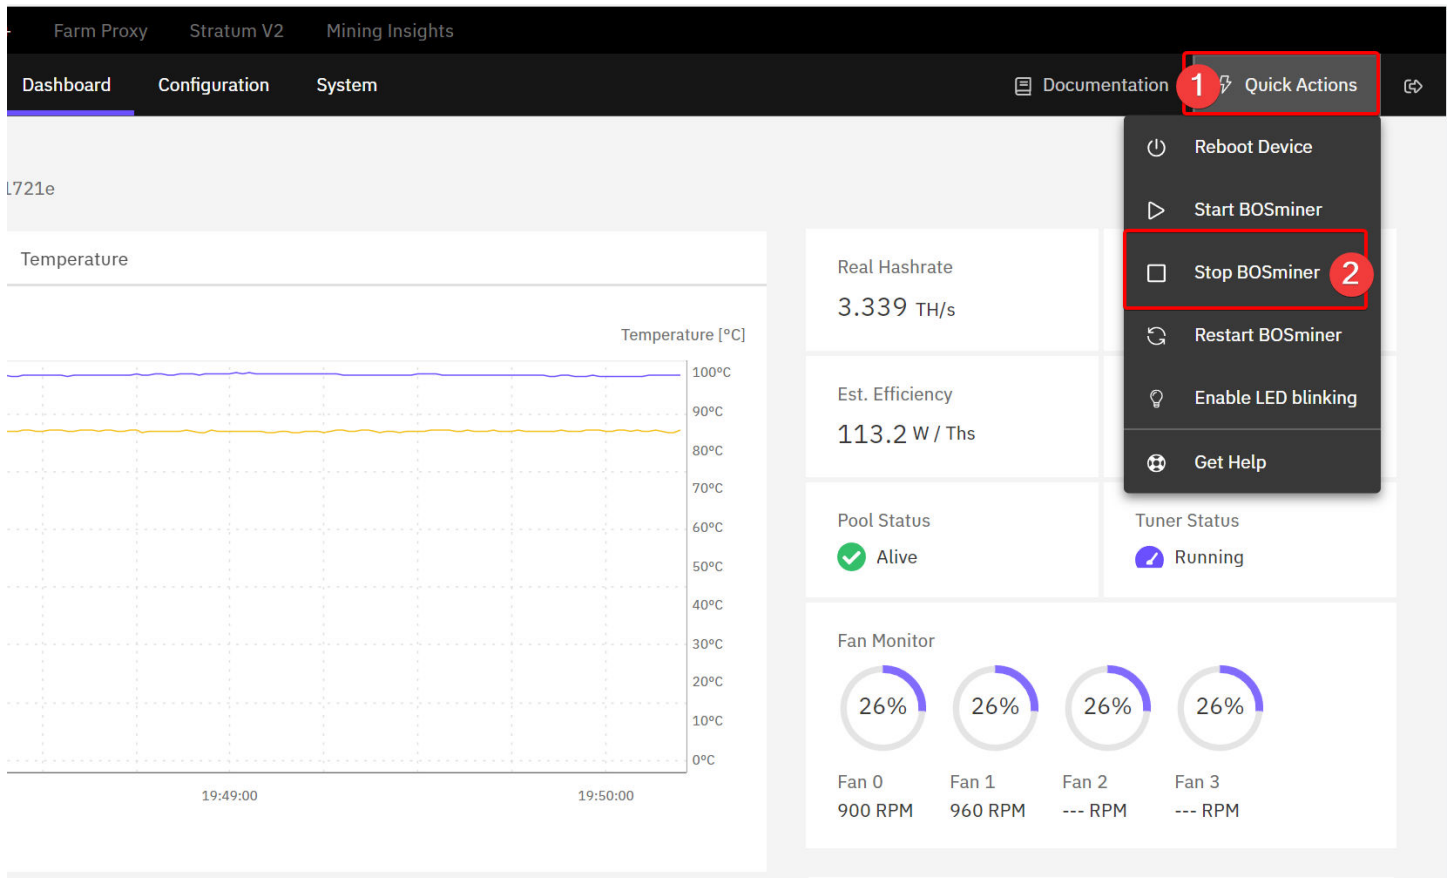 Farm Proxy Stratum V2 Mining Insights
Dashboard Configuration System Documentation 1 Quick Actions
Reboot Device
1721e
Start BOSminer
Temperature
Stop BOSminer 2
Real Hashrate
3.339 TH/s
Restart BOSminer
Temperature [°C]
Enable LED blinking
Est. Efficiency
113.2 W / Ths
Get Help
100°C
90°C
80°C
70°C
60°C
50°C
40°C
30°C
20°C
10°C
0°C
19:49:00 19:50:00
Pool Status Tuner Status
Alive Running
Fan Monitor
26% 26% 26% 26%
Fan 0 Fan 1 Fan 2 Fan 3
900 RPM 960 RPM --- RPM --- RPM